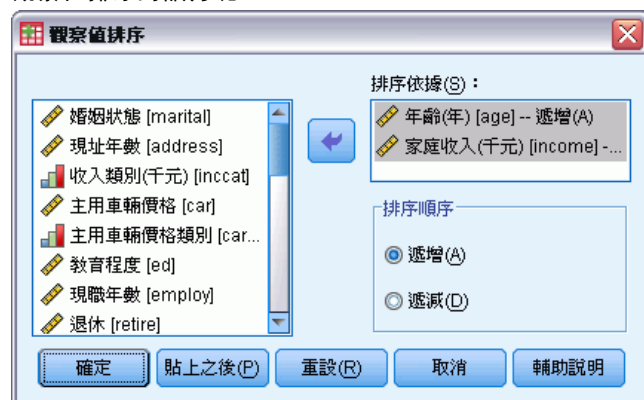 觀察值排序
排序依據(S)：
婚姻狀態 [marital]
現址年數 [address]
收入類別(千元) [inccat]
主用車輛價格 [car]
主用車輛價格類別 [car...
教育程度 [ed]
現職年數 [employ]
退休 [retire]
年齡(年) [age] -- 遞增(A)
家庭收入(千元) [income] -...
排序順序
遞增(A)
遞減(D)
確定
貼上之後(P)
重設(R)
取消
輔助說明